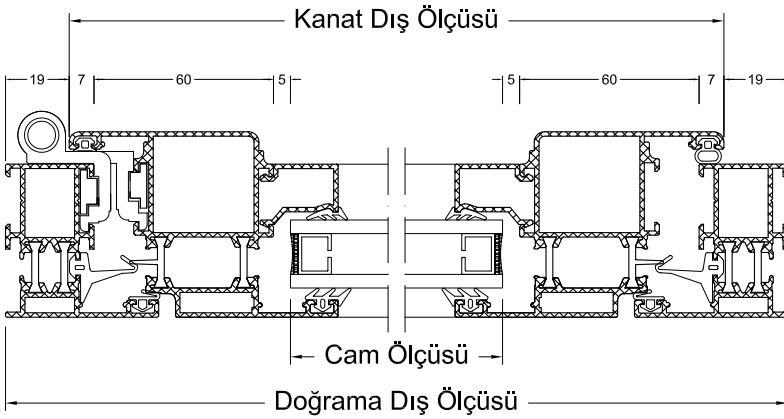 Kanat Dış Ölçüsü
19 7 60 5 5 60 7 19
Cam Ölçüsü
Doğrama Dış Ölçüsü